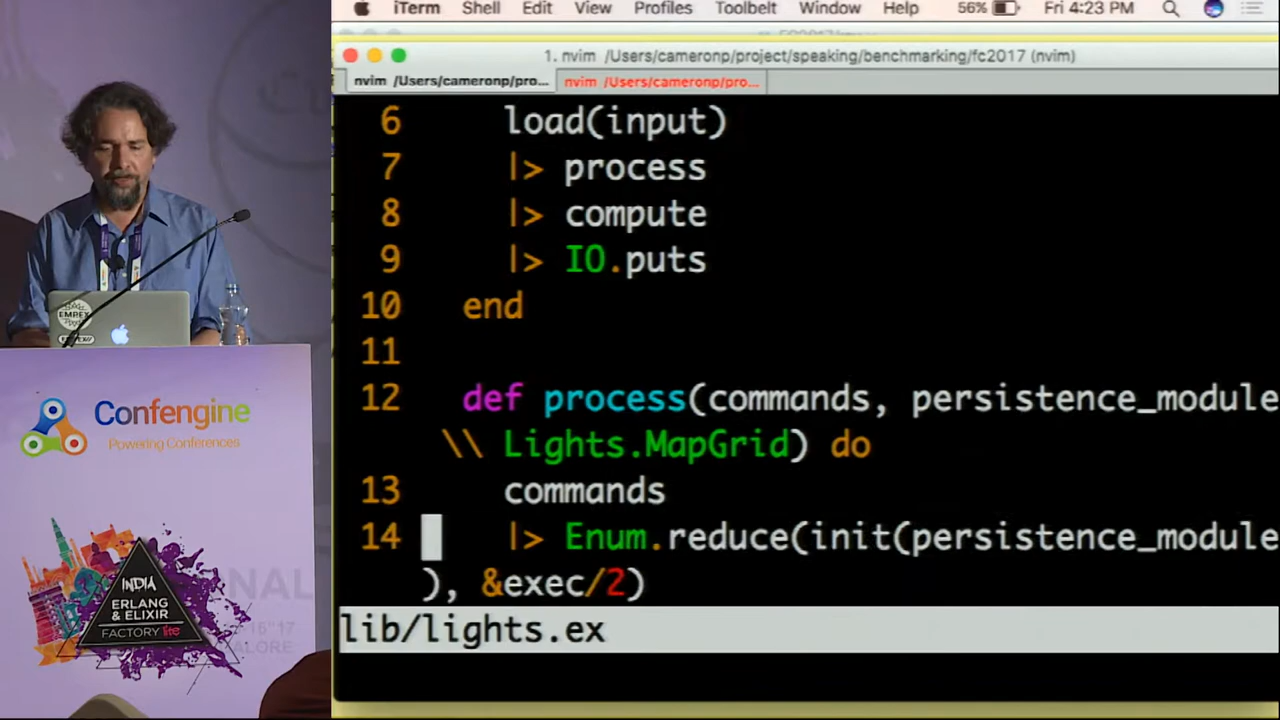 iTerm Shell Edit View Profiles Toolbelt Window Help 56% Fri 4:23 PM
1. nvim /Users/cameronp/project/speaking/benchmarking/fc2017 (nvim)
nvim /Users/cameronp/pro... nvim /Users/cameronp/pro...
6 load(input)
7 |> process
8 |> compute
9 |> IO.puts
10 end
11
12 def process(commands, persistence_module
\\ Lights.MapGrid) do
13 commands
14 |> Enum.reduce(init(persistence_module
), &exec/2)
lib/lights.ex
EMPEX
Confengine
Powering Conferences
INDIA
ERLANG
& ELIXIR
FACTORY lite